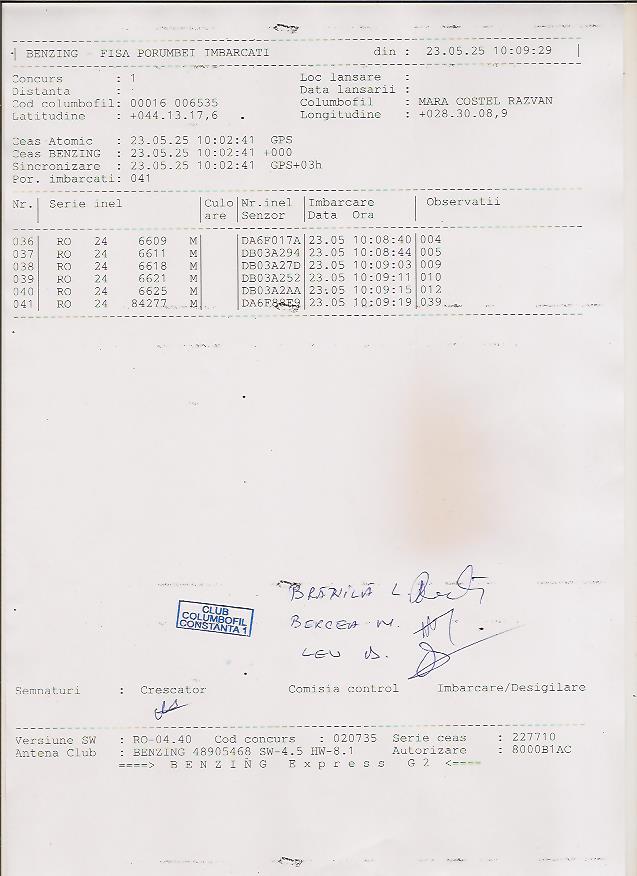 BENZING - FISA PORUMBEI IMBARCATI din : 23.05.25 10:09:29
Concurs : 1 Loc lansare :
Distanta : Data lansarii :
Cod columbofil: 00016 006535 Columbofil : MARA COSTEL RAZVAN
Latitudine : +044.13.17,6 Longitudine : +028.30.08,9
Ceas Atomic : 23.05.25 10:02:41 GPS
Ceas BENZING : 23.05.25 10:02:41 +000
Sincronizare : 23.05.25 10:02:41 GPS+03h
Por. imbarcati: 041
Nr. Serie inel Culo Nr.inel Imbarcare Observatii
are Senzor Data Ora
036 RO 24 6609 M DA6F017A 23.05 10:08:40 004
037 RO 24 6611 M DB03A294 23.05 10:08:44 005
038 RO 24 6618 M DB03A27D 23.05 10:09:03 009
039 RO 24 6621 M DB03A252 23.05 10:09:11 010
040 RO 24 6625 M DB03A2AA 23.05 10:09:15 012
041 RO 24 84277 M DA6F88E9 23.05 10:09:19 039
BRĂNILĂ L.
BERCEA M.
LEU D.
CLUB
COLUMBOFIL
CONSTANTA 1
Semnaturi : Crescator Comisia control Imbarcare/Desigilare
Versiune SW : RO-04.40 Cod concurs : 020735 Serie ceas : 227710
Antena Club : BENZING 48905468 SW-4.5 HW-8.1 Autorizare : 8000B1AC
====> B E N Z I N G E x p r e s s G 2 <====